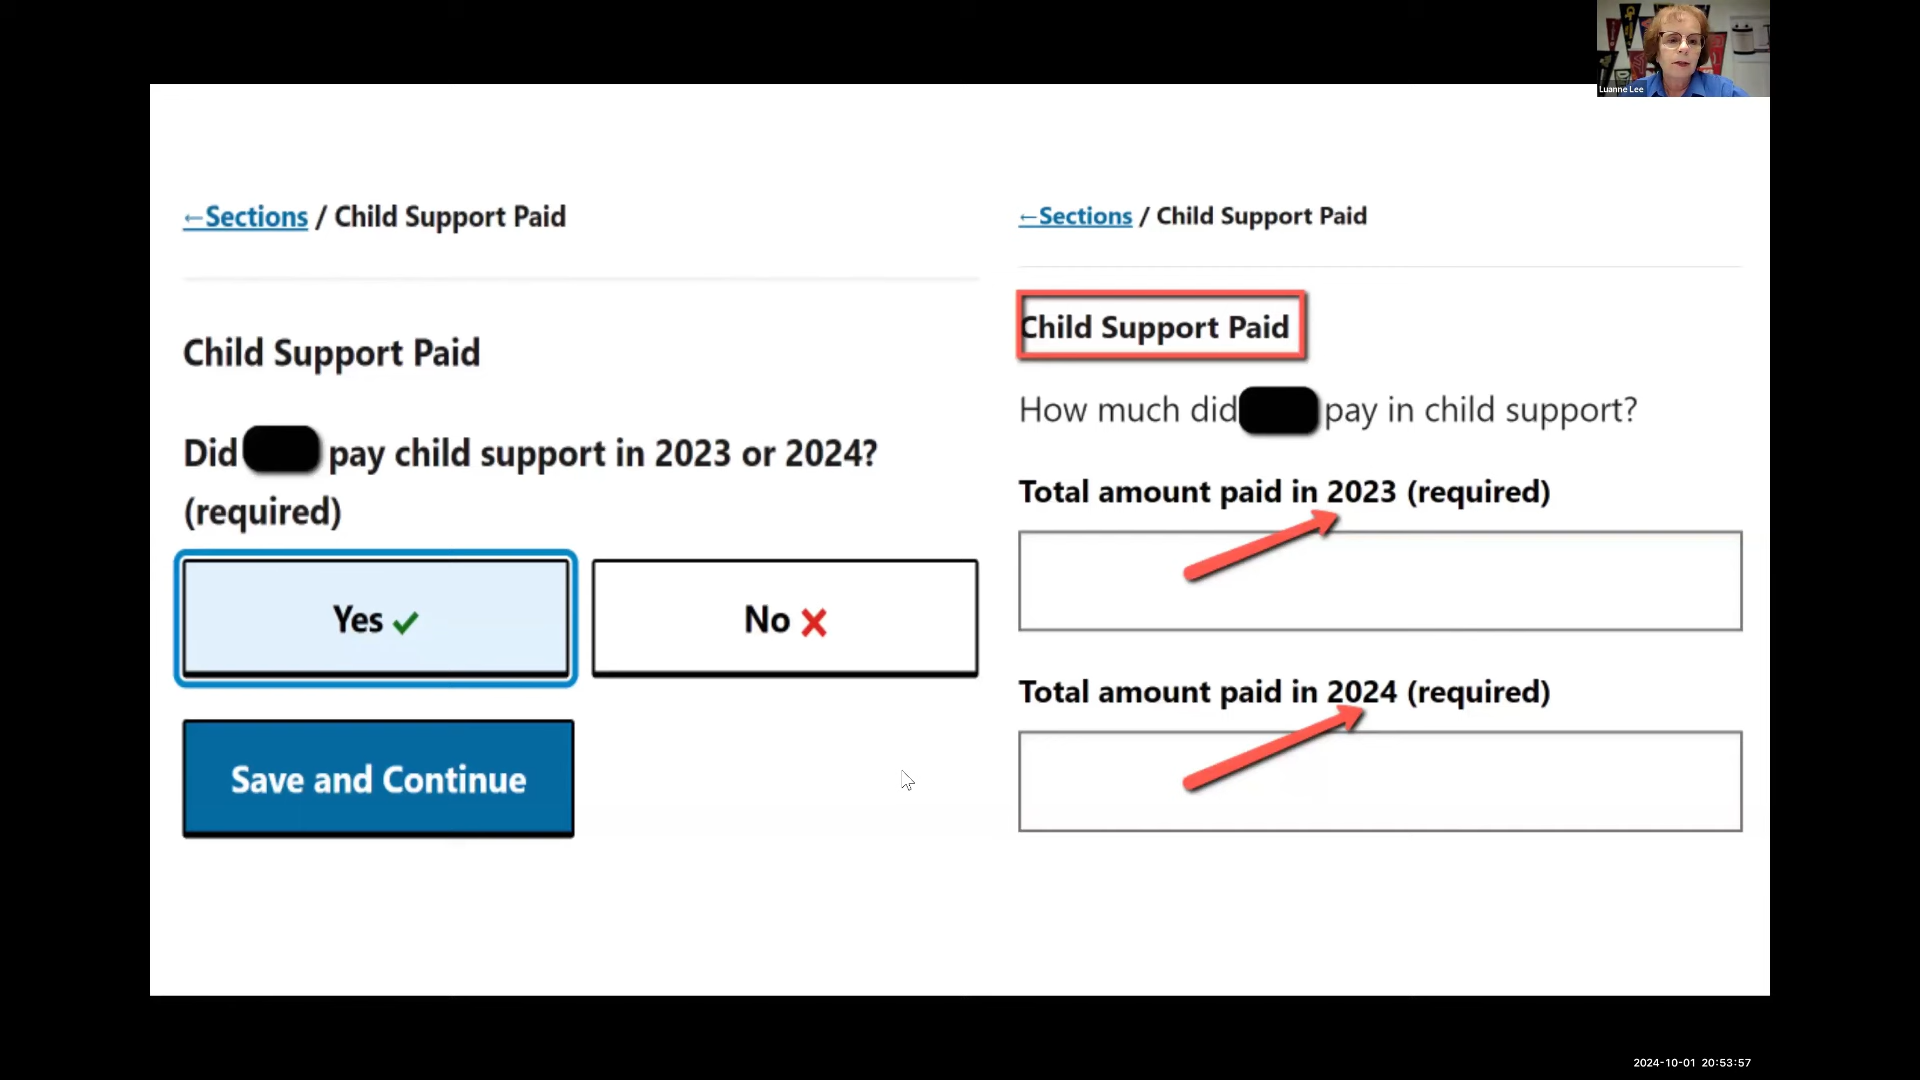 Luanne Lee
←Sections / Child Support Paid
Child Support Paid
Did pay child support in 2023 or 2024?
(required)
Yes
No
Save and Continue
←Sections / Child Support Paid
Child Support Paid
How much did pay in child support?
Total amount paid in 2023 (required)
Total amount paid in 2024 (required)
2024-10-01 20:53:57